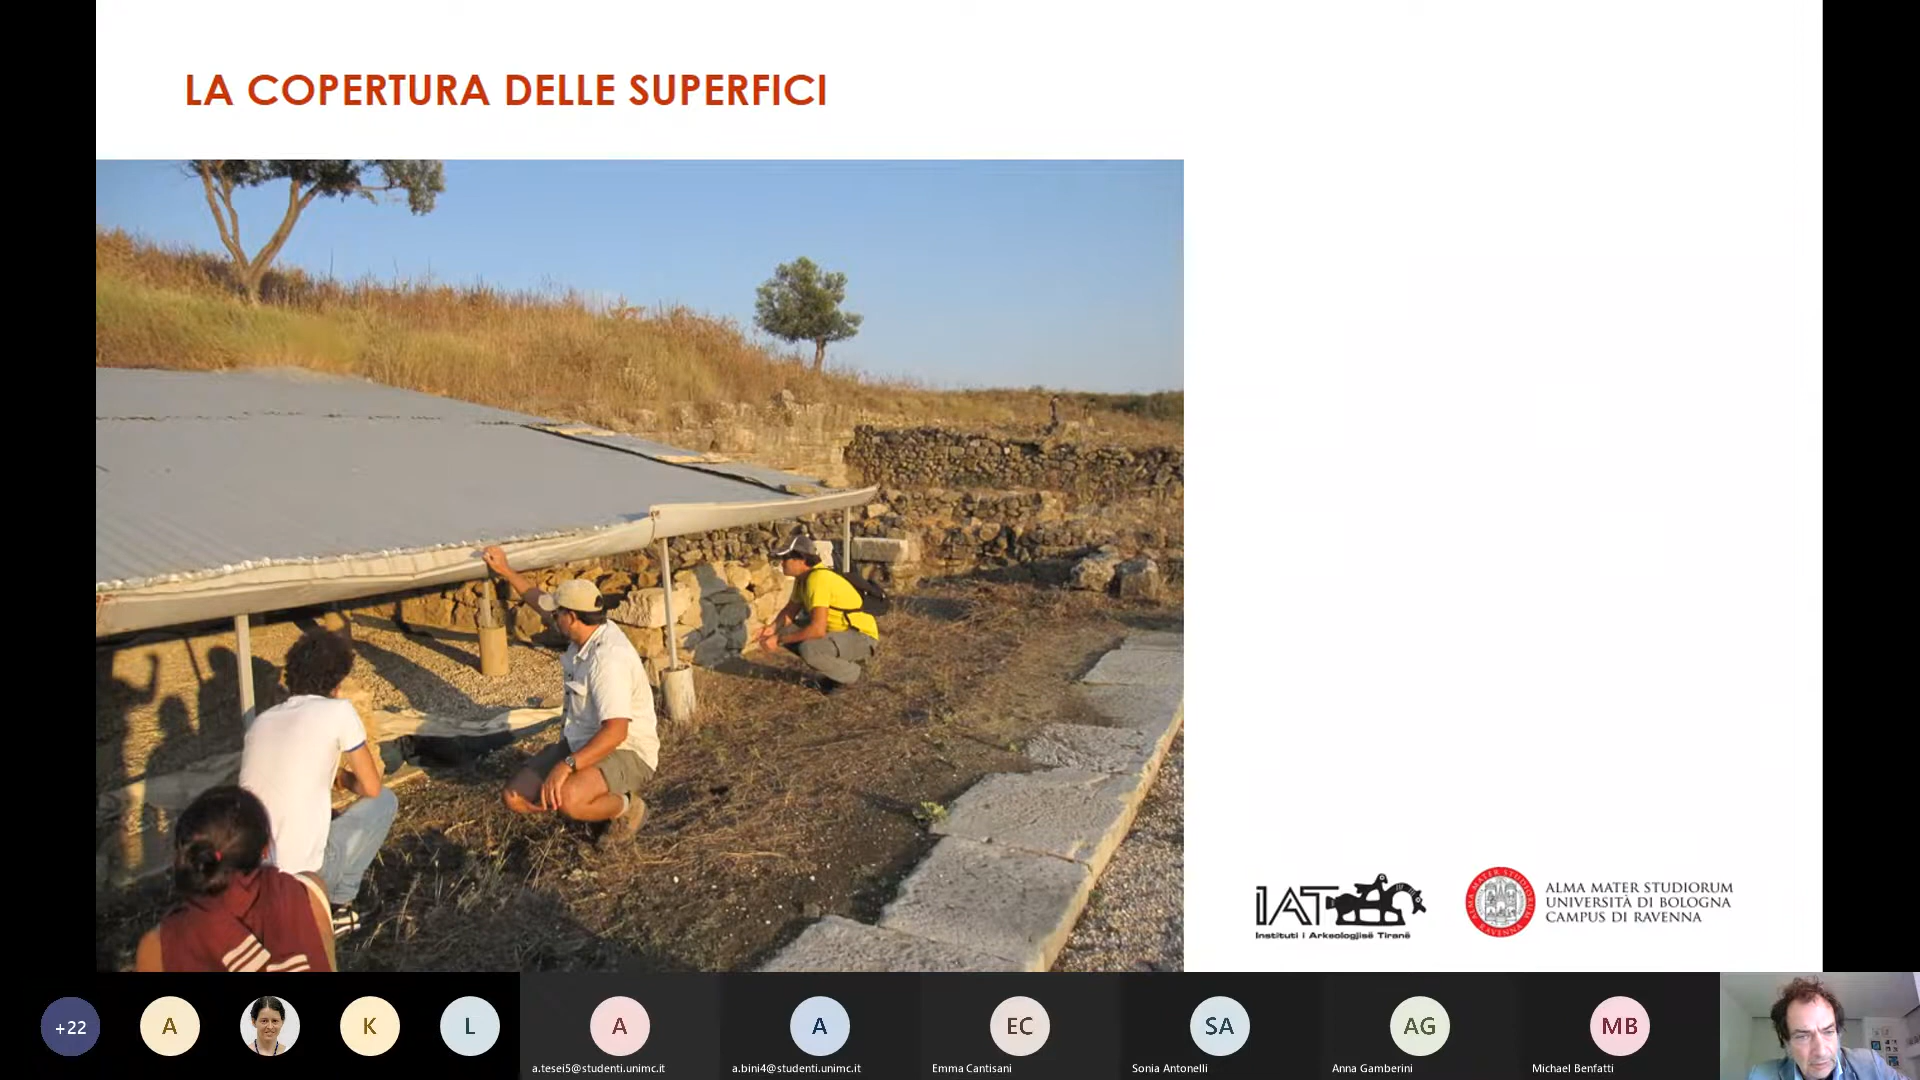 LA COPERTURA DELLE SUPERFICI
IAT
Instituti i Arkeologjisë Tiranë
ALMA MATER STUDIORUM
UNIVERSITÀ DI BOLOGNA
CAMPUS DI RAVENNA
+22
A
K
L
A
A
EC
SA
AG
MB
a.tesei5@studenti.unimc.it
a.bini4@studenti.unimc.it
Emma Cantisani
Sonia Antonelli
Anna Gamberini
Michael Benfatti